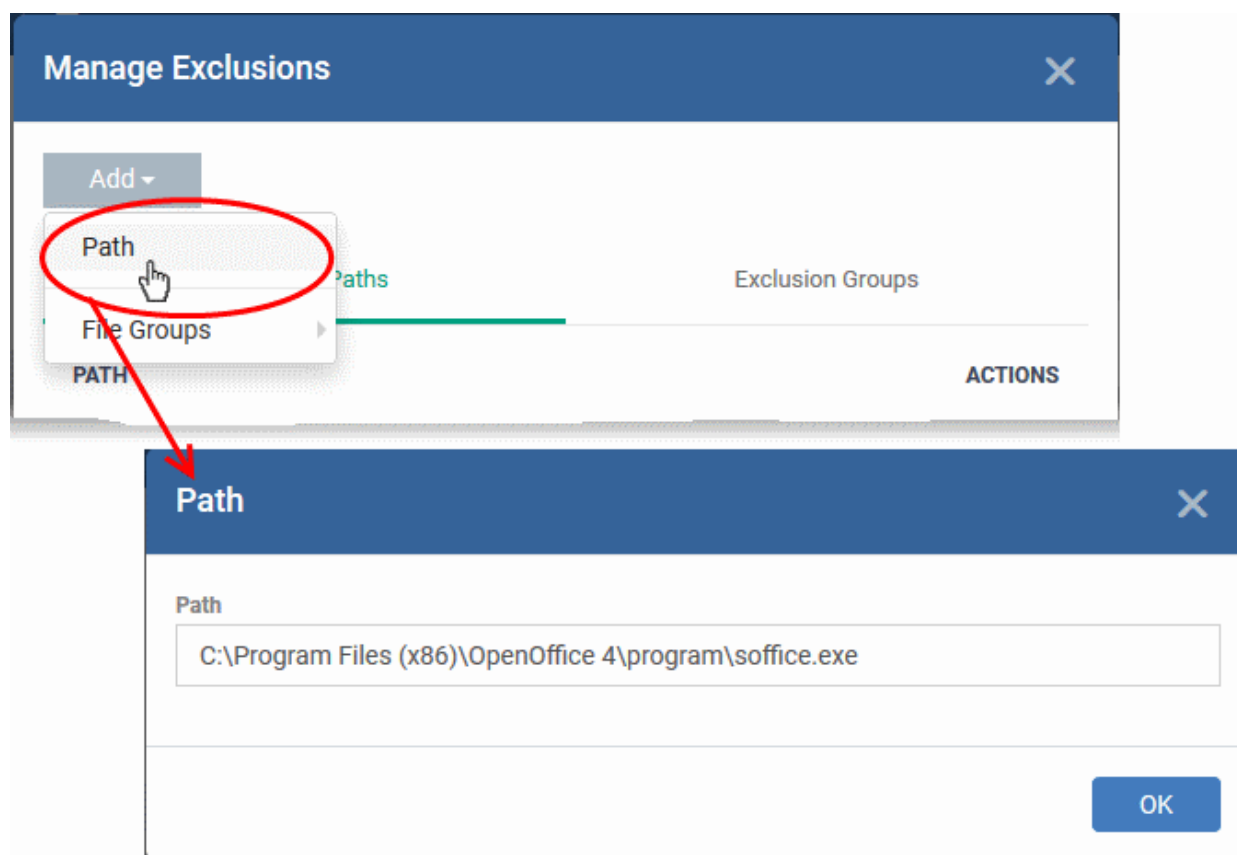 Manage Exclusions
Add
Path
Paths Exclusion Groups
File Groups
PATH ACTIONS
Path
Path
C:\Program Files (x86)\OpenOffice 4\program\soffice.exe
OK